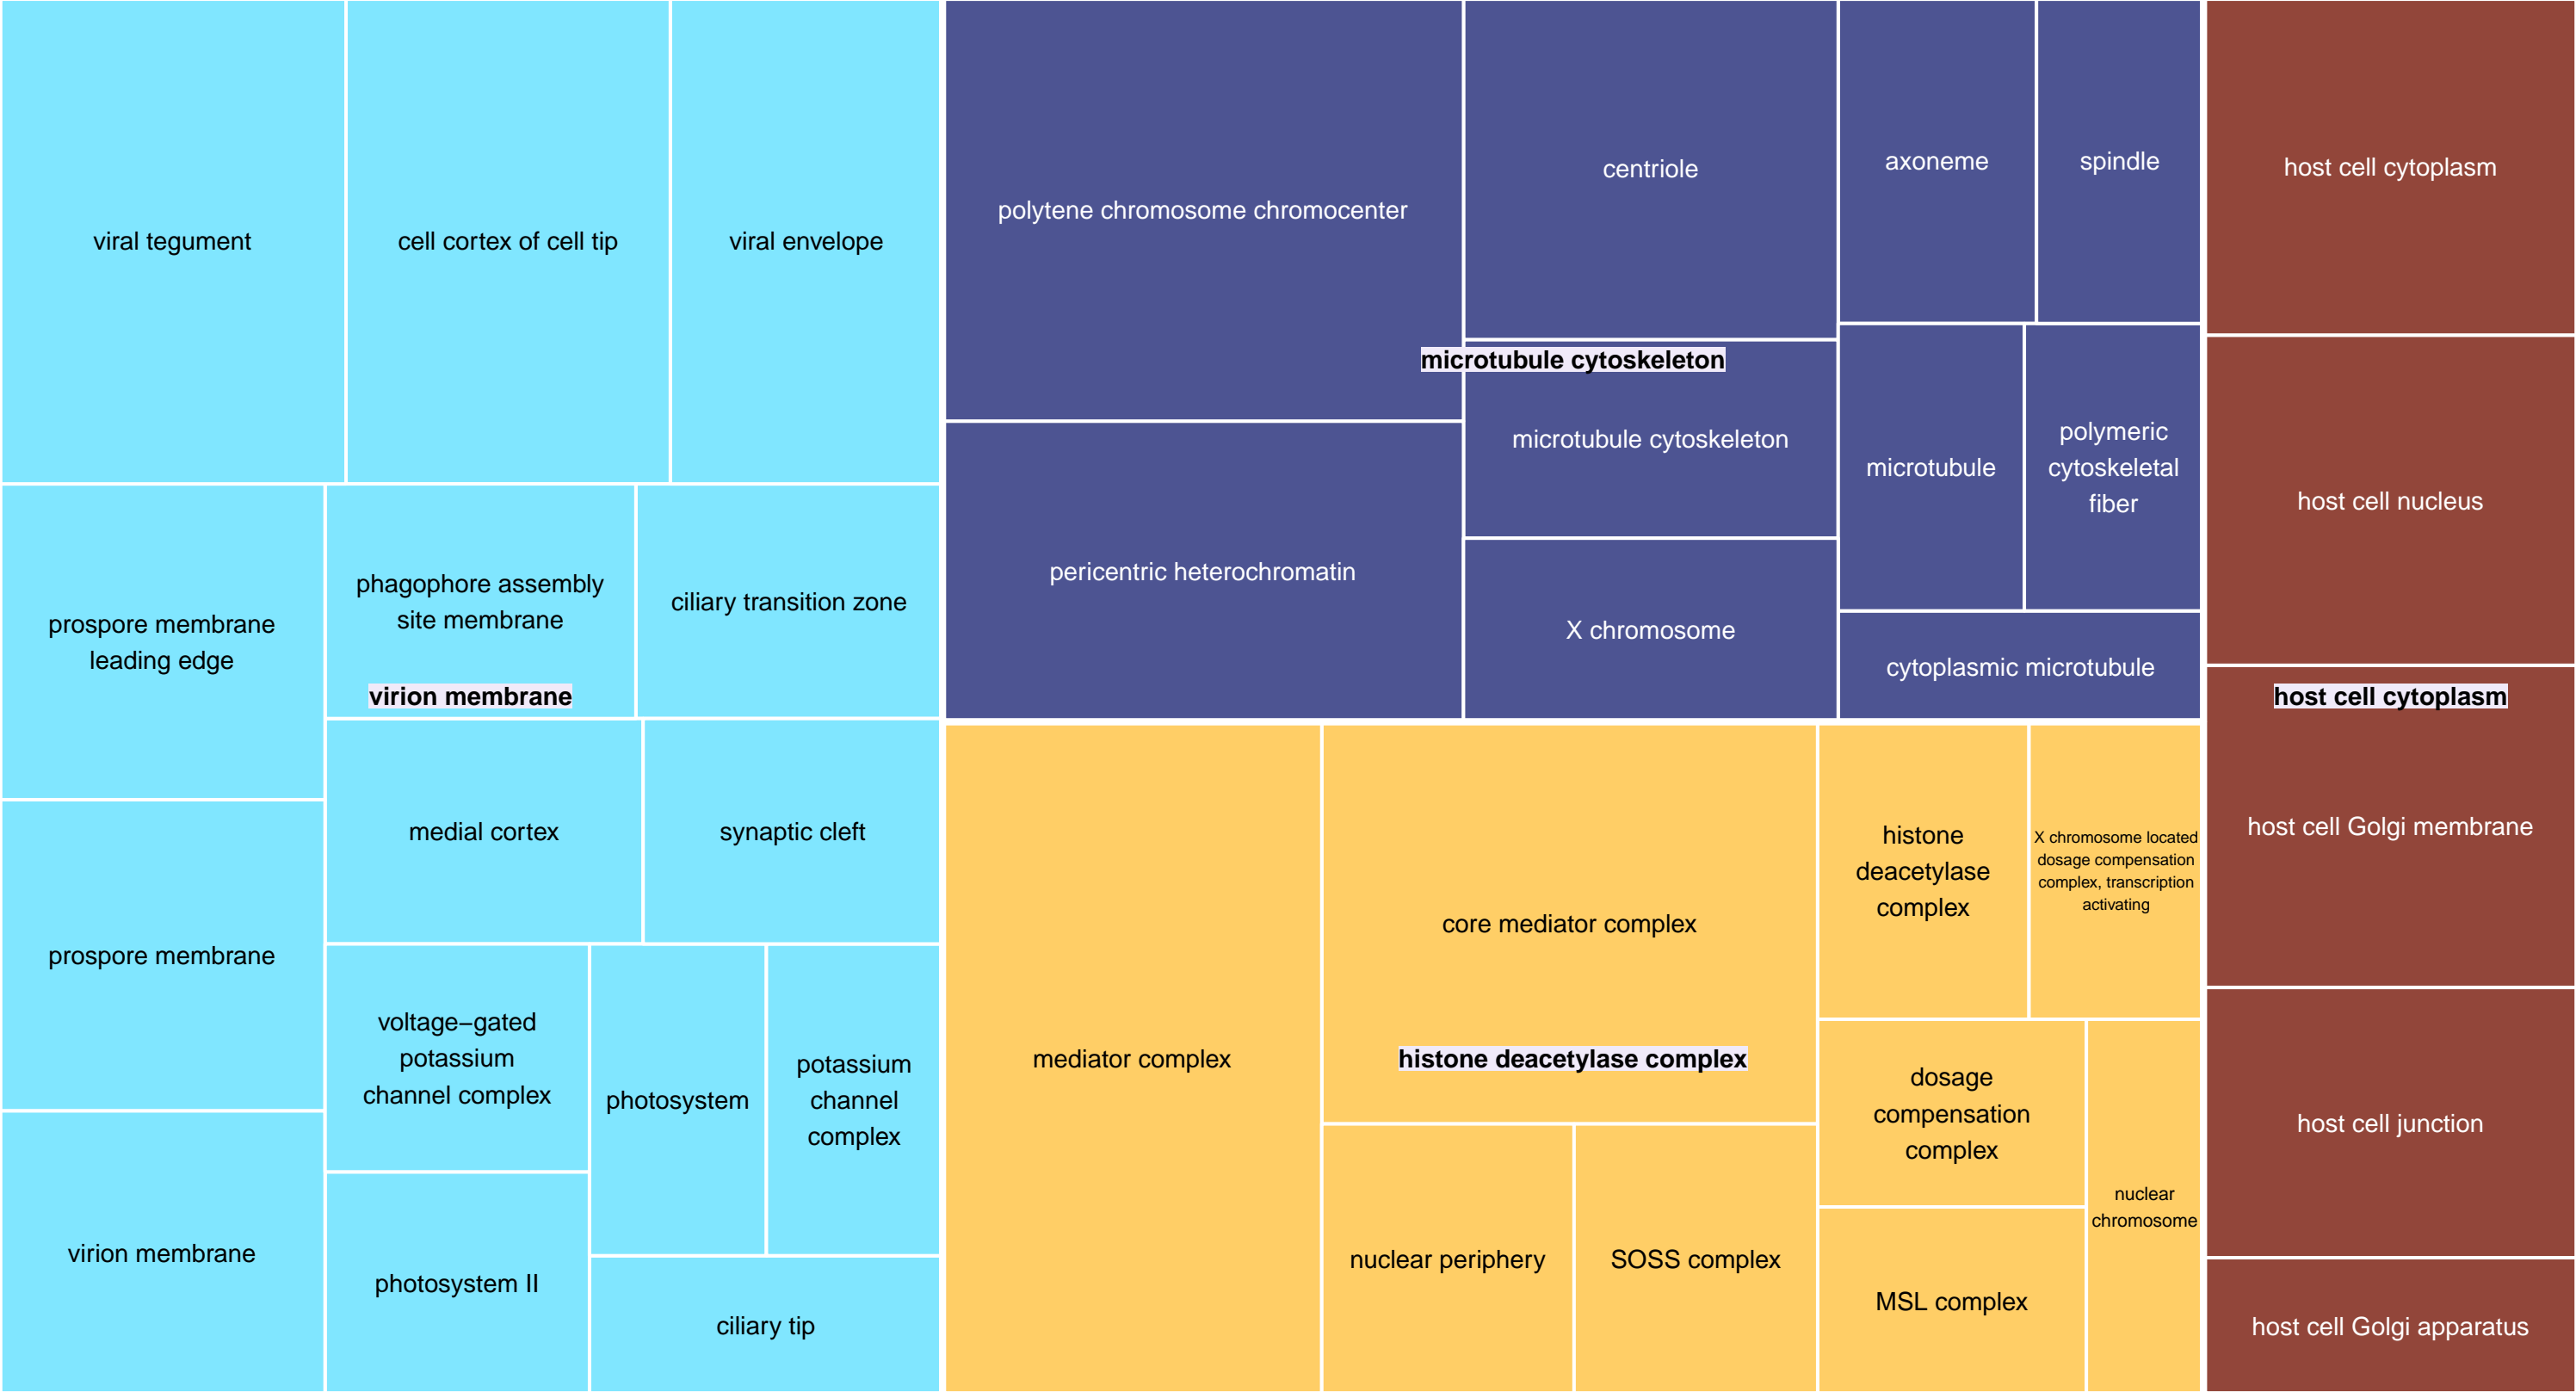 viral tegument
cell cortex of cell tip
viral envelope
prospore membrane
leading edge
phagophore assembly
site membrane
ciliary transition zone
virion membrane
medial cortex
synaptic cleft
prospore membrane
voltage−gated
potassium
channel complex
photosystem
potassium
channel
complex
virion membrane
photosystem II
ciliary tip
polytene chromosome chromocenter
centriole
axoneme
spindle
microtubule cytoskeleton
microtubule cytoskeleton
microtubule
polymeric
cytoskeletal
fiber
pericentric heterochromatin
X chromosome
cytoplasmic microtubule
mediator complex
core mediator complex
histone deacetylase complex
histone
deacetylase
complex
X chromosome located
dosage compensation
complex, transcription
activating
dosage
compensation
complex
nuclear
chromosome
nuclear periphery
SOSS complex
MSL complex
host cell cytoplasm
host cell nucleus
host cell cytoplasm
host cell Golgi membrane
host cell junction
host cell Golgi apparatus